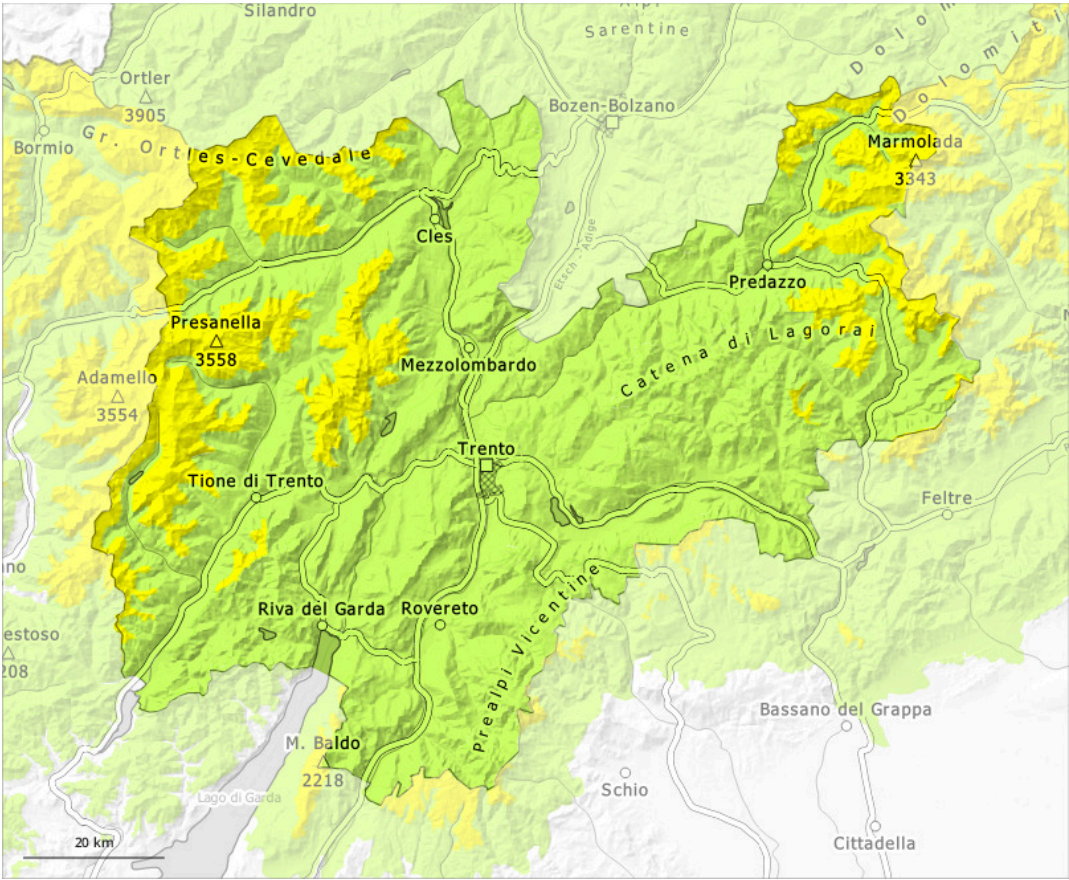 Silandro
Alpi
Sarentine
Dolomiti
Ortler
3905
Bozen-Bolzano
Bormio
Gr. Ortles-Cevedale
Marmolada
3343
Cles
Etsch - Adige
Predazzo
Presanella
3558
Catena di Lagorai
Mezzolombardo
Adamello
3554
Trento
Tione di Trento
Feltre
ano
Riva del Garda
Rovereto
estoso
208
Prealpi Vicentine
Bassano del Grappa
M. Baldo
2218
Schio
Lago di Garda
20 km
Cittadella